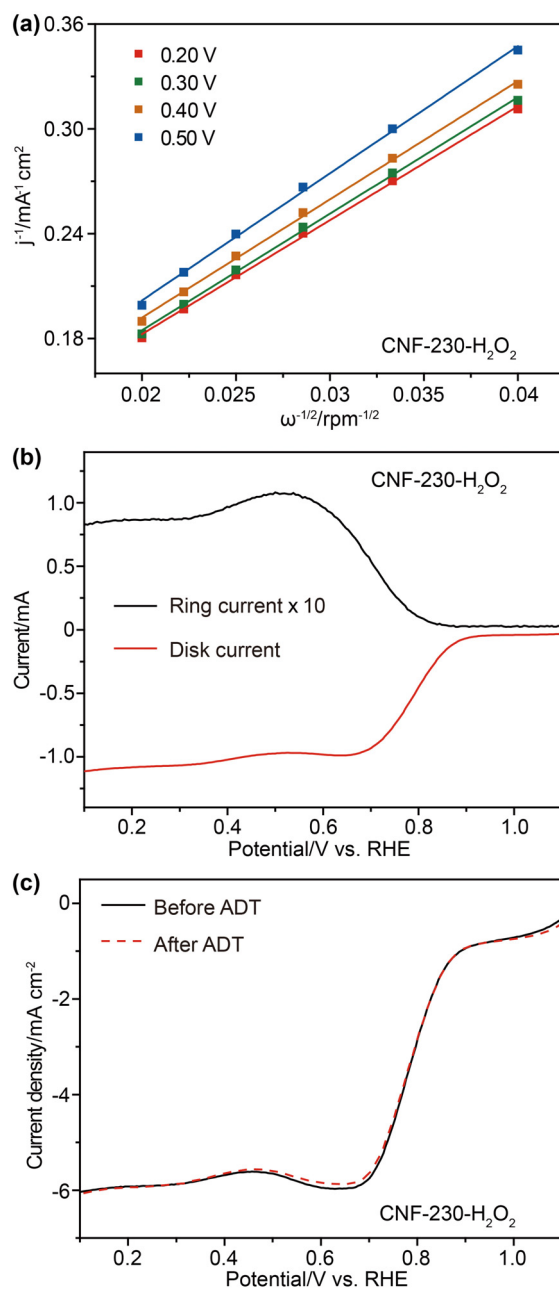 (a)
0.36
0.30
0.24
0.18
j⁻¹/mA⁻¹ cm²
0.20 V
0.30 V
0.40 V
0.50 V
CNF-230-H₂O₂
0.02 0.025 0.03 0.035 0.04
ω⁻¹/²/rpm⁻¹/²
(b)
CNF-230-H₂O₂
1.0
0.5
0
-0.5
-1.0
Current/mA
Ring current x 10
Disk current
0.2 0.4 0.6 0.8 1.0
Potential/V vs. RHE
(c)
0
-2
-4
-6
Current density/mA cm⁻²
Before ADT
After ADT
CNF-230-H₂O₂
0.2 0.4 0.6 0.8 1.0
Potential/V vs. RHE